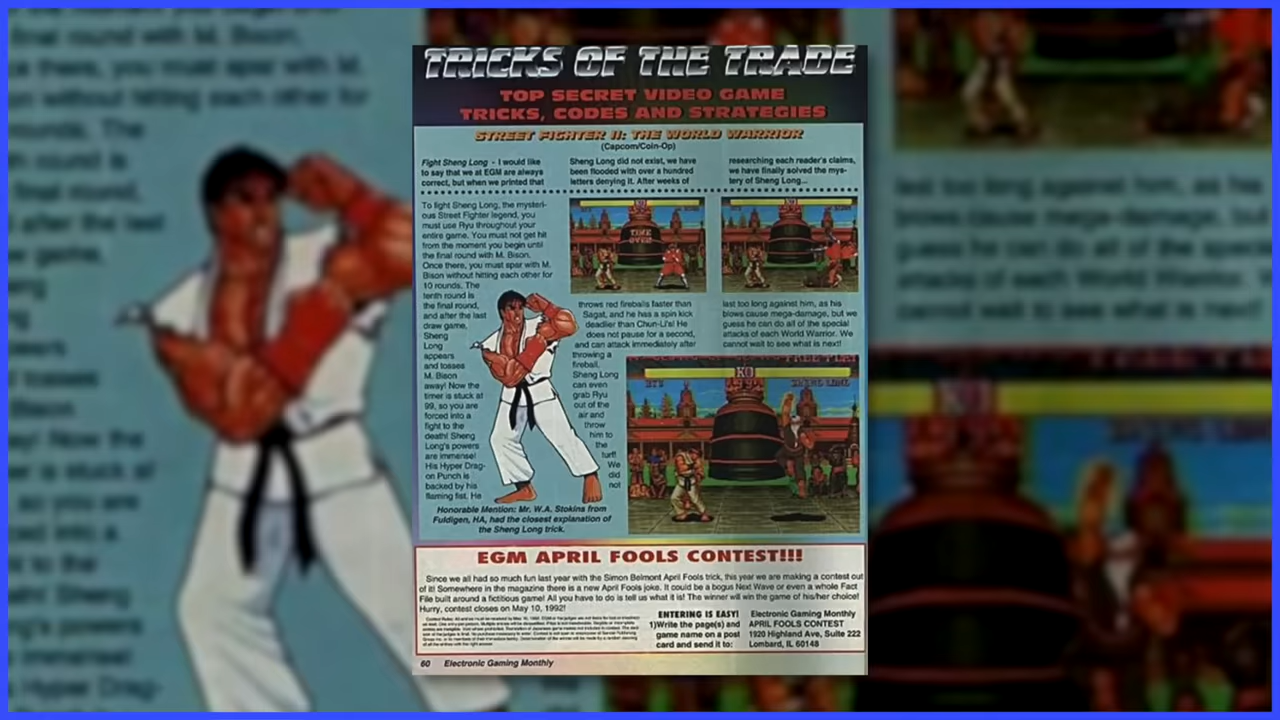 TRICKS OF THE TRADE
TOP SECRET VIDEO GAME
TRICKS, CODES AND STRATEGIES
STREET FIGHTER II: THE WORLD WARRIOR
(Capcom/Coin-Op)
Fight Sheng Long - I would like
to say that we at EGM are always
correct, but when we printed that
Sheng Long did not exist, we have
been flooded with over a hundred
letters denying it. After weeks of
researching each reader's claims,
we have finally solved the mys-
tery of Sheng Long...
To fight Sheng Long, the mysteri-
ous Street Fighter legend, you
must use Ryu throughout your
entire game. You must not get hit
from the moment you begin until
the final round with M. Bison.
Once there, you must spar with M.
Bison without hitting each other for
10 rounds. The
tenth round is
the final round,
and after the last
draw game,
Sheng
Long
appears
and tosses
M. Bison
away! Now the
timer is stuck at
99, so you are
forced into a
fight to the
death! Sheng
Long's powers
are immense!
His Hyper Drag-
on Punch is
backed by his
flaming fist. He
throws red fireballs faster than
Sagat, and he has a spin kick
deadlier than Chun-Li's! He
does not pause for a second,
and can attack immediately after
throwing a
fireball.
Sheng Long
can even
grab Ryu
out of the
air and
throw
him to
the
turf!
We
did
not
last too long against him, as his
blows cause mega-damage, but we
guess he can do all of the special
attacks of each World Warrior. We
cannot wait to see what is next!
TIME
OVER
KO
FREE PLAY
KO
RYU
SHENG LONG
Honorable Mention: Mr. W.A. Stokins from
Fuldigen, HA, had the closest explanation of
the Sheng Long trick.
EGM APRIL FOOLS CONTEST!!!
Since we all had so much fun last year with the Simon Belmont April Fools trick, this year we are making a contest out
of it! Somewhere in the magazine there is a new April Fools joke. It could be a bogus Next Wave or even a whole Fact
File built around a fictitious game! All you have to do is tell us what it is! The winner will win the game of his/her choice!
Hurry, contest closes on May 10, 1992!
ENTERING IS EASY!
1)Write the page(s) and
game name on a post
card and send it to:
Electronic Gaming Monthly
APRIL FOOLS CONTEST
1920 Highland Ave, Suite 222
Lombard, IL 60148
60 Electronic Gaming Monthly